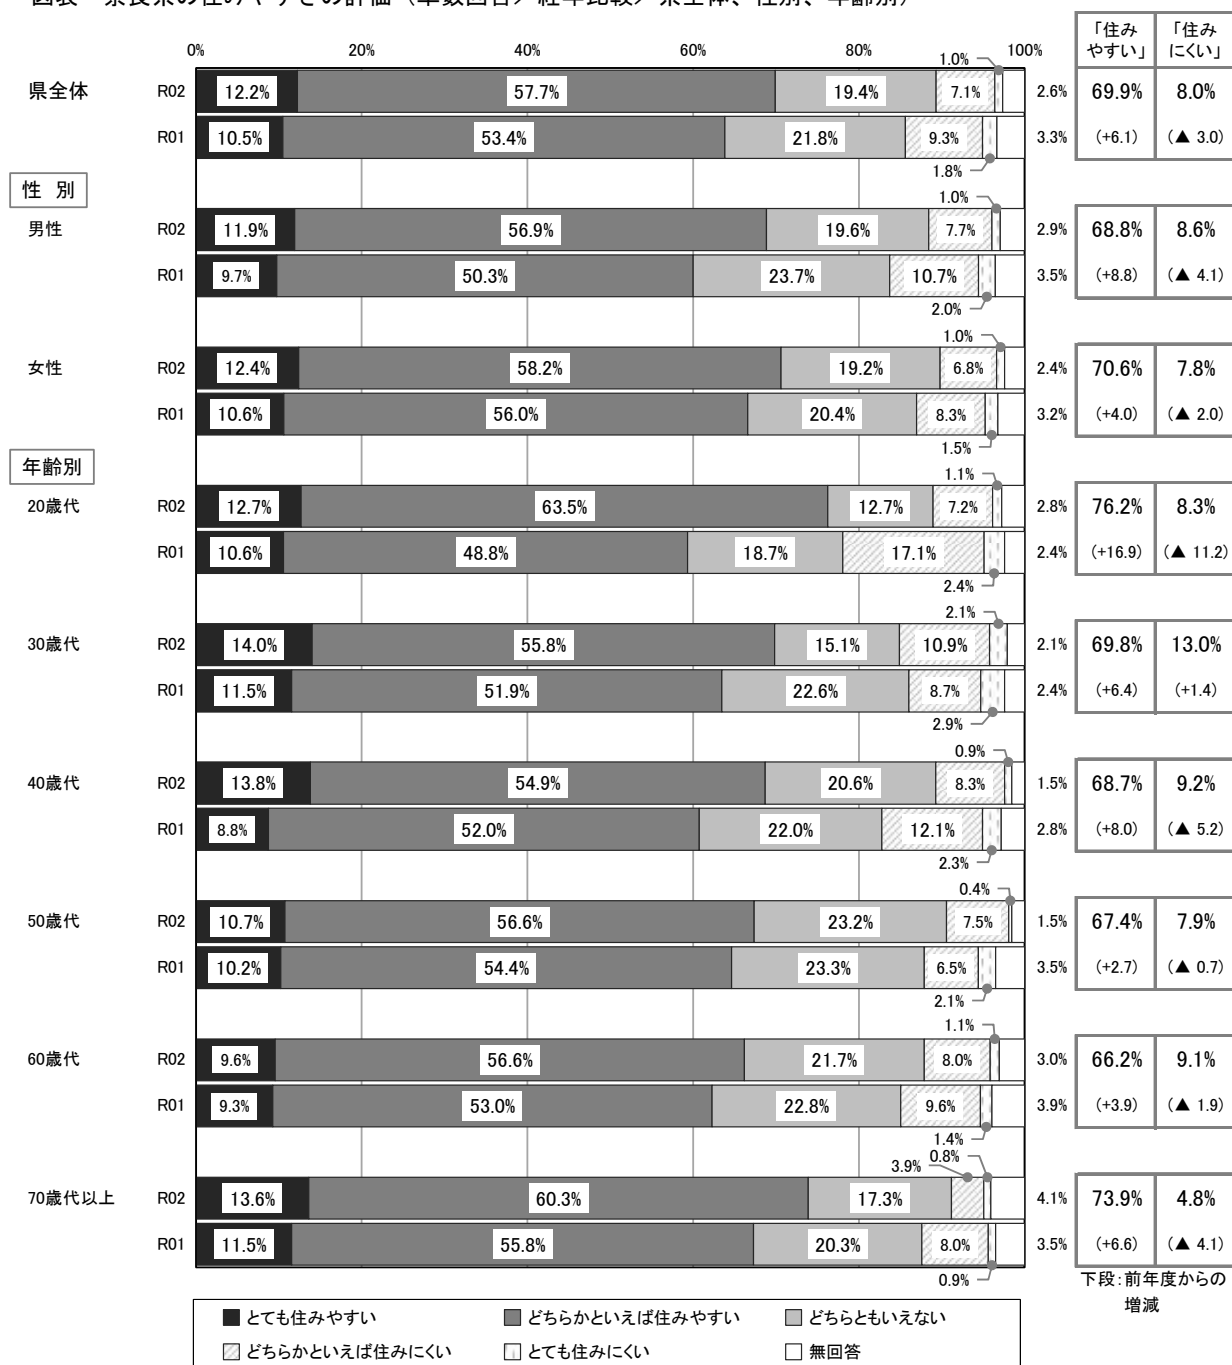 図表 奈良県の住みやすさの評価(単数回答/経年比較/県全体、性別、年齢別)
「住みやすい」 「住みにくい」
0% 20% 40% 60% 80% 100%
1.0%
県全体 R02 12.2% 57.7% 19.4% 7.1% 2.6% 69.9% 8.0%
R01 10.5% 53.4% 21.8% 9.3% 3.3% (+6.1) (▲ 3.0)
1.8%
性 別
1.0%
男性 R02 11.9% 56.9% 19.6% 7.7% 2.9% 68.8% 8.6%
R01 9.7% 50.3% 23.7% 10.7% 3.5% (+8.8) (▲ 4.1)
2.0%
1.0%
女性 R02 12.4% 58.2% 19.2% 6.8% 2.4% 70.6% 7.8%
R01 10.6% 56.0% 20.4% 8.3% 3.2% (+4.0) (▲ 2.0)
1.5%
年齢別
1.1%
20歳代 R02 12.7% 63.5% 12.7% 7.2% 2.8% 76.2% 8.3%
R01 10.6% 48.8% 18.7% 17.1% 2.4% (+16.9) (▲ 11.2)
2.4%
2.1%
30歳代 R02 14.0% 55.8% 15.1% 10.9% 2.1% 69.8% 13.0%
R01 11.5% 51.9% 22.6% 8.7% 2.4% (+6.4) (+1.4)
2.9%
0.9%
40歳代 R02 13.8% 54.9% 20.6% 8.3% 1.5% 68.7% 9.2%
R01 8.8% 52.0% 22.0% 12.1% 2.8% (+8.0) (▲ 5.2)
2.3%
0.4%
50歳代 R02 10.7% 56.6% 23.2% 7.5% 1.5% 67.4% 7.9%
R01 10.2% 54.4% 23.3% 6.5% 3.5% (+2.7) (▲ 0.7)
2.1%
1.1%
60歳代 R02 9.6% 56.6% 21.7% 8.0% 3.0% 66.2% 9.1%
R01 9.3% 53.0% 22.8% 9.6% 3.9% (+3.9) (▲ 1.9)
1.4%
3.9% 0.8%
70歳代以上 R02 13.6% 60.3% 17.3% 4.1% 73.9% 4.8%
R01 11.5% 55.8% 20.3% 8.0% 3.5% (+6.6) (▲ 4.1)
0.9%
下段:前年度からの
増減
とても住みやすい どちらかといえば住みやすい どちらともいえない
どちらかといえば住みにくい とても住みにくい 無回答